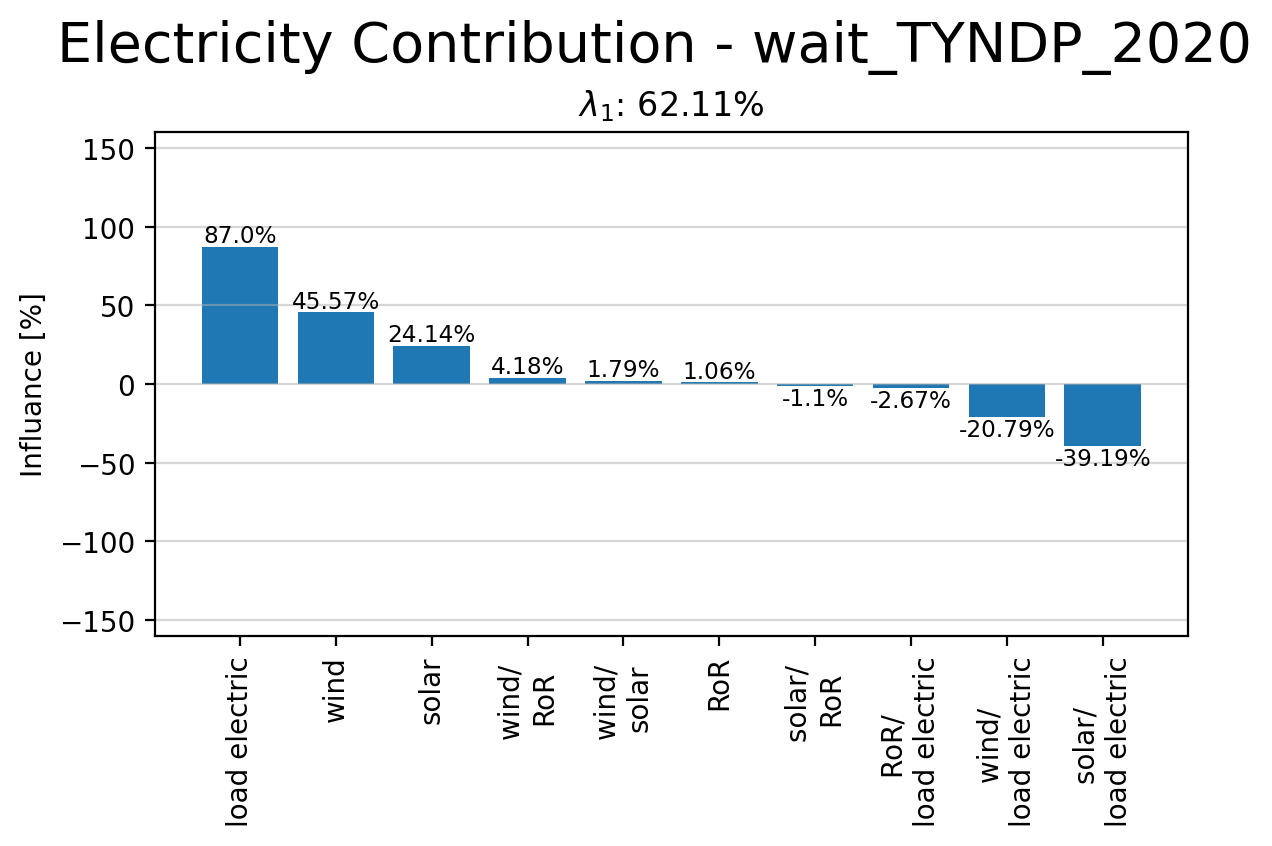 Electricity Contribution - wait_TYNDP_2020
λ₁: 62.11%
Influance [%]
150
100
50
0
−50
−100
−150
87.0%
45.57%
24.14%
4.18%
1.79%
1.06%
-1.1%
-2.67%
-20.79%
-39.19%
load electric
wind
solar
wind/
RoR
wind/
solar
RoR
solar/
RoR
RoR/
load electric
wind/
load electric
solar/
load electric